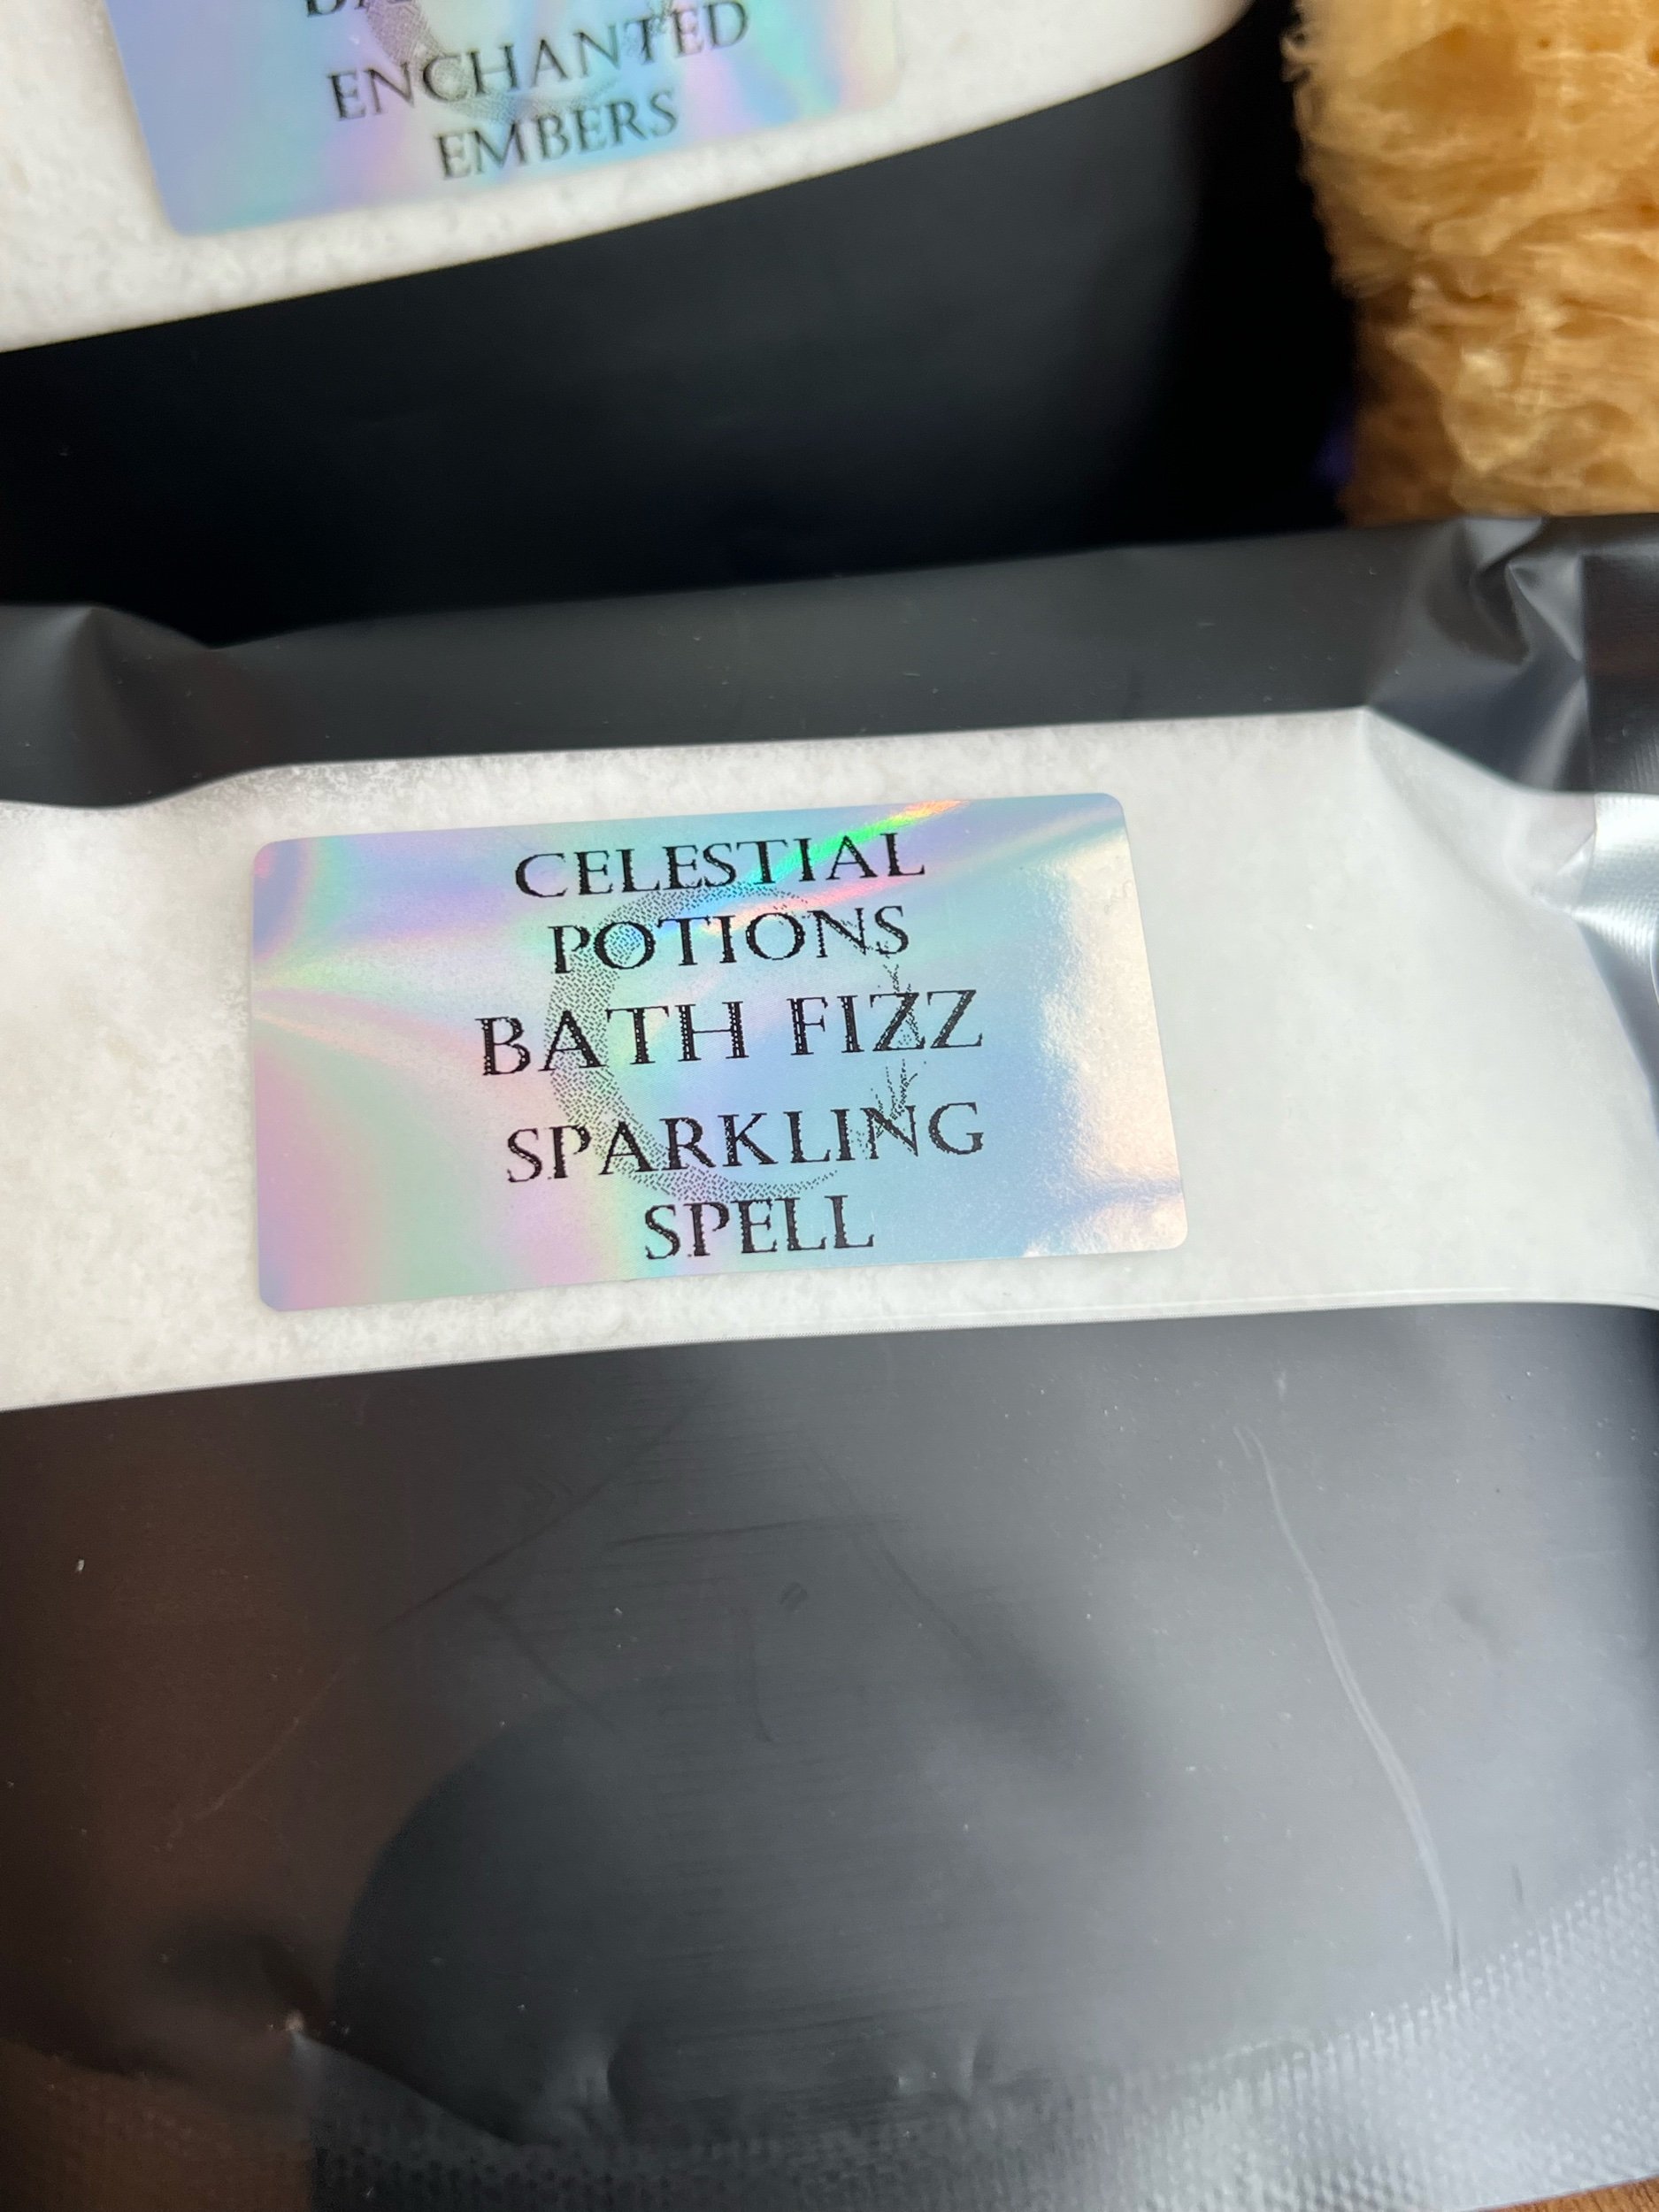 ENCHANTED
EMBERS
CELESTIAL
POTIONS
BATH FIZZ
SPARKLING
SPELL